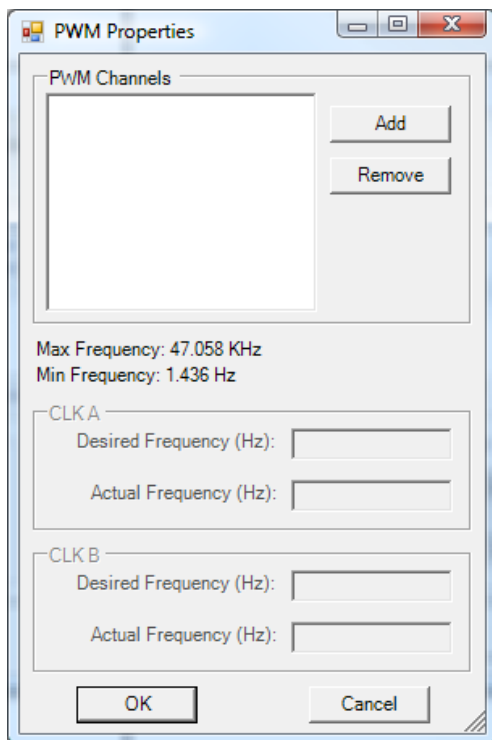 PWM Properties
PWM Channels
Add
Remove
Max Frequency: 47.058 KHz
Min Frequency: 1.436 Hz
CLK A
Desired Frequency (Hz):
Actual Frequency (Hz):
CLK B
Desired Frequency (Hz):
Actual Frequency (Hz):
OK
Cancel